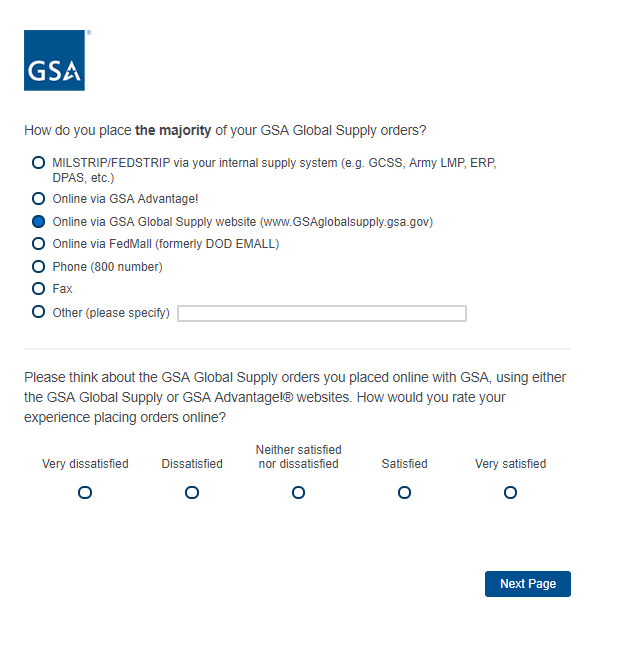 GSA
How do you place the majority of your GSA Global Supply orders?
MILSTRIP/FEDSTRIP via your internal supply system (e.g. GCSS, Army LMP, ERP,
DPAS, etc.)
Online via GSA Advantage!
Online via GSA Global Supply website (www.GSAglobalsupply.gsa.gov)
Online via FedMall (formerly DOD EMALL)
Phone (800 number)
Fax
Other (please specify)
Please think about the GSA Global Supply orders you placed online with GSA, using either
the GSA Global Supply or GSA Advantage!® websites. How would you rate your
experience placing orders online?
Very dissatisfied
Dissatisfied
Neither satisfied
nor dissatisfied
Satisfied
Very satisfied
Next Page